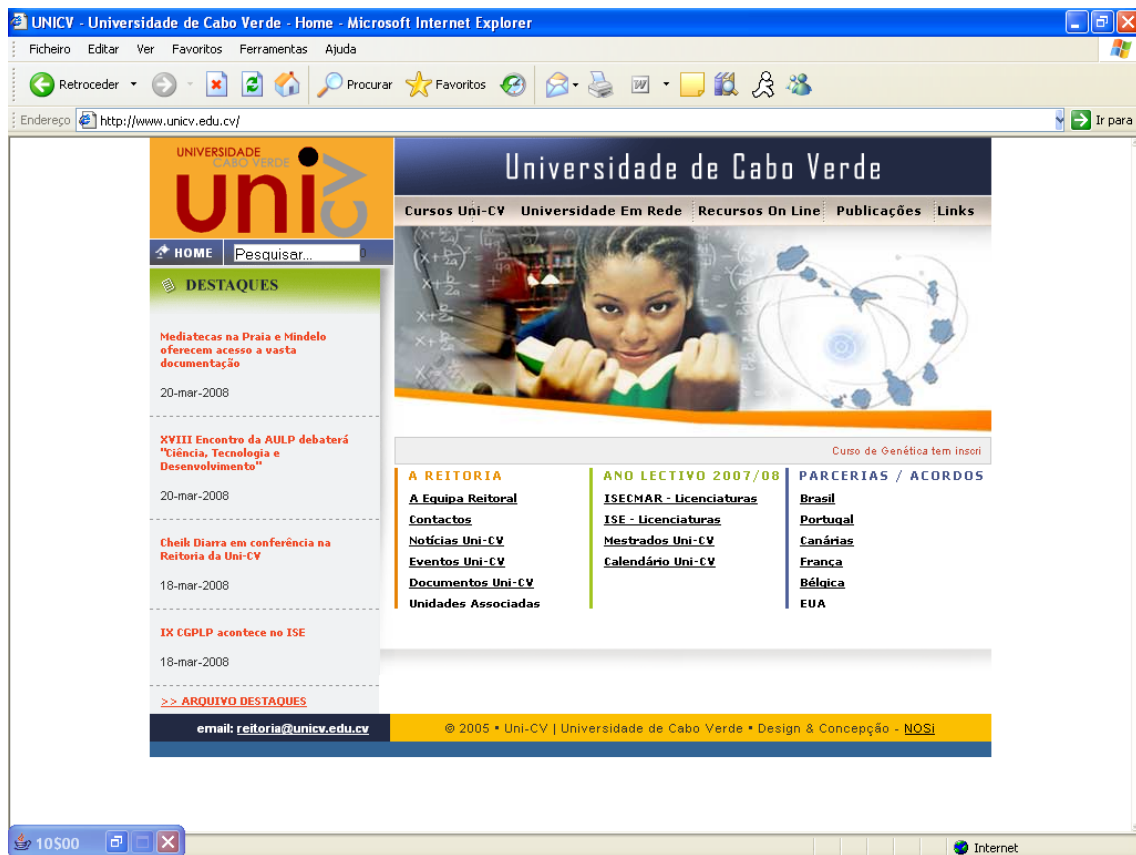 UNICV - Universidade de Cabo Verde - Home - Microsoft Internet Explorer
Ficheiro Editar Ver Favoritos Ferramentas Ajuda
Retroceder Procurar Favoritos
Endereço http://www.unicv.edu.cv/ Ir para
UNIVERSIDADE
CABO VERDE
uni cv
Universidade de Cabo Verde
Cursos Uni-CV Universidade Em Rede Recursos On Line Publicações Links
HOME Pesquisar...
DESTAQUES
Mediatecas na Praia e Mindelo
oferecem acesso a vasta
documentação
20-mar-2008
XVIII Encontro da AULP debaterá
"Ciência, Tecnologia e
Desenvolvimento"
20-mar-2008
Cheik Diarra em conferência na
Reitoria da Uni-CV
18-mar-2008
IX CGPLP acontece no ISE
18-mar-2008
>> ARQUIVO DESTAQUES
Curso de Genética tem inscri
A REITORIA
A Equipa Reitoral
Contactos
Notícias Uni-CV
Eventos Uni-CV
Documentos Uni-CV
Unidades Associadas
ANO LECTIVO 2007/08
ISECMAR - Licenciaturas
ISE - Licenciaturas
Mestrados Uni-CV
Calendário Uni-CV
PARCERIAS / ACORDOS
Brasil
Portugal
Canárias
França
Bélgica
EUA
email: reitoria@unicv.edu.cv
© 2005 • Uni-CV | Universidade de Cabo Verde • Design & Concepção - NOSi
10S00
Internet